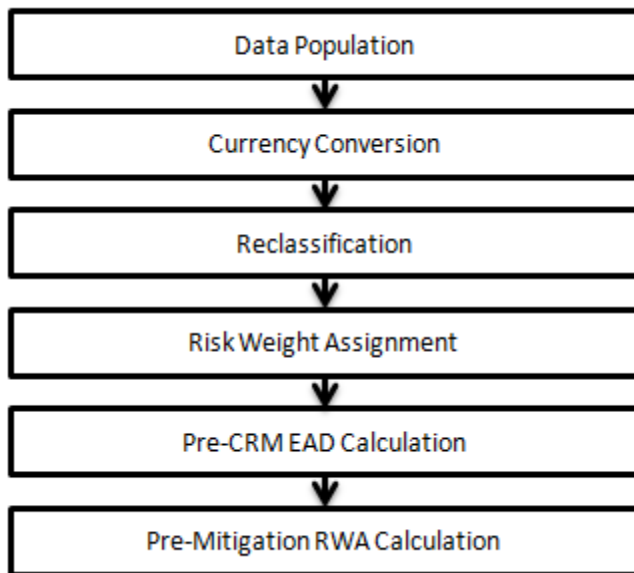 Data Population
Currency Conversion
Reclassification
Risk Weight Assignment
Pre-CRM EAD Calculation
Pre-Mitigation RWA Calculation